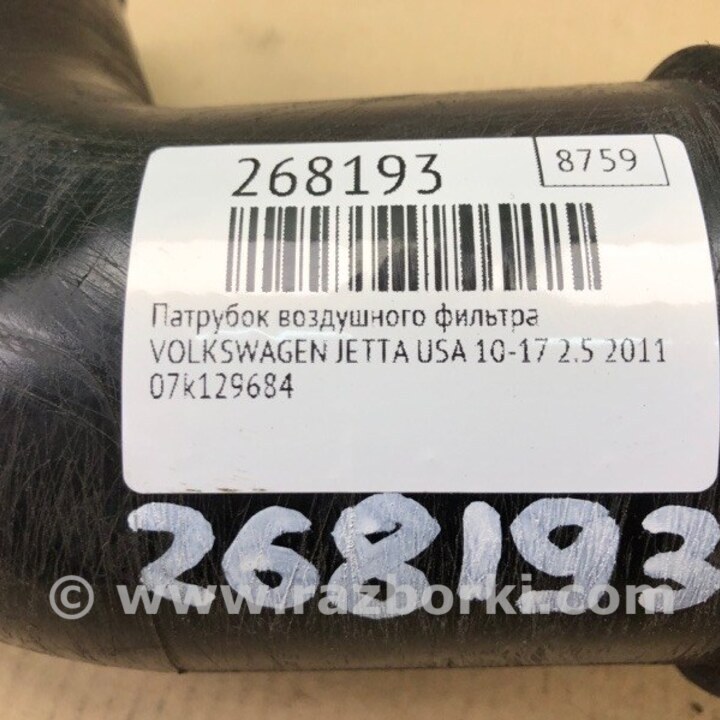 268193
8759
Патрубок воздушного фильтра
VOLKSWAGEN JETTA USA 10-17 2.5 2011
07k129684
268193
© www.razborki.com